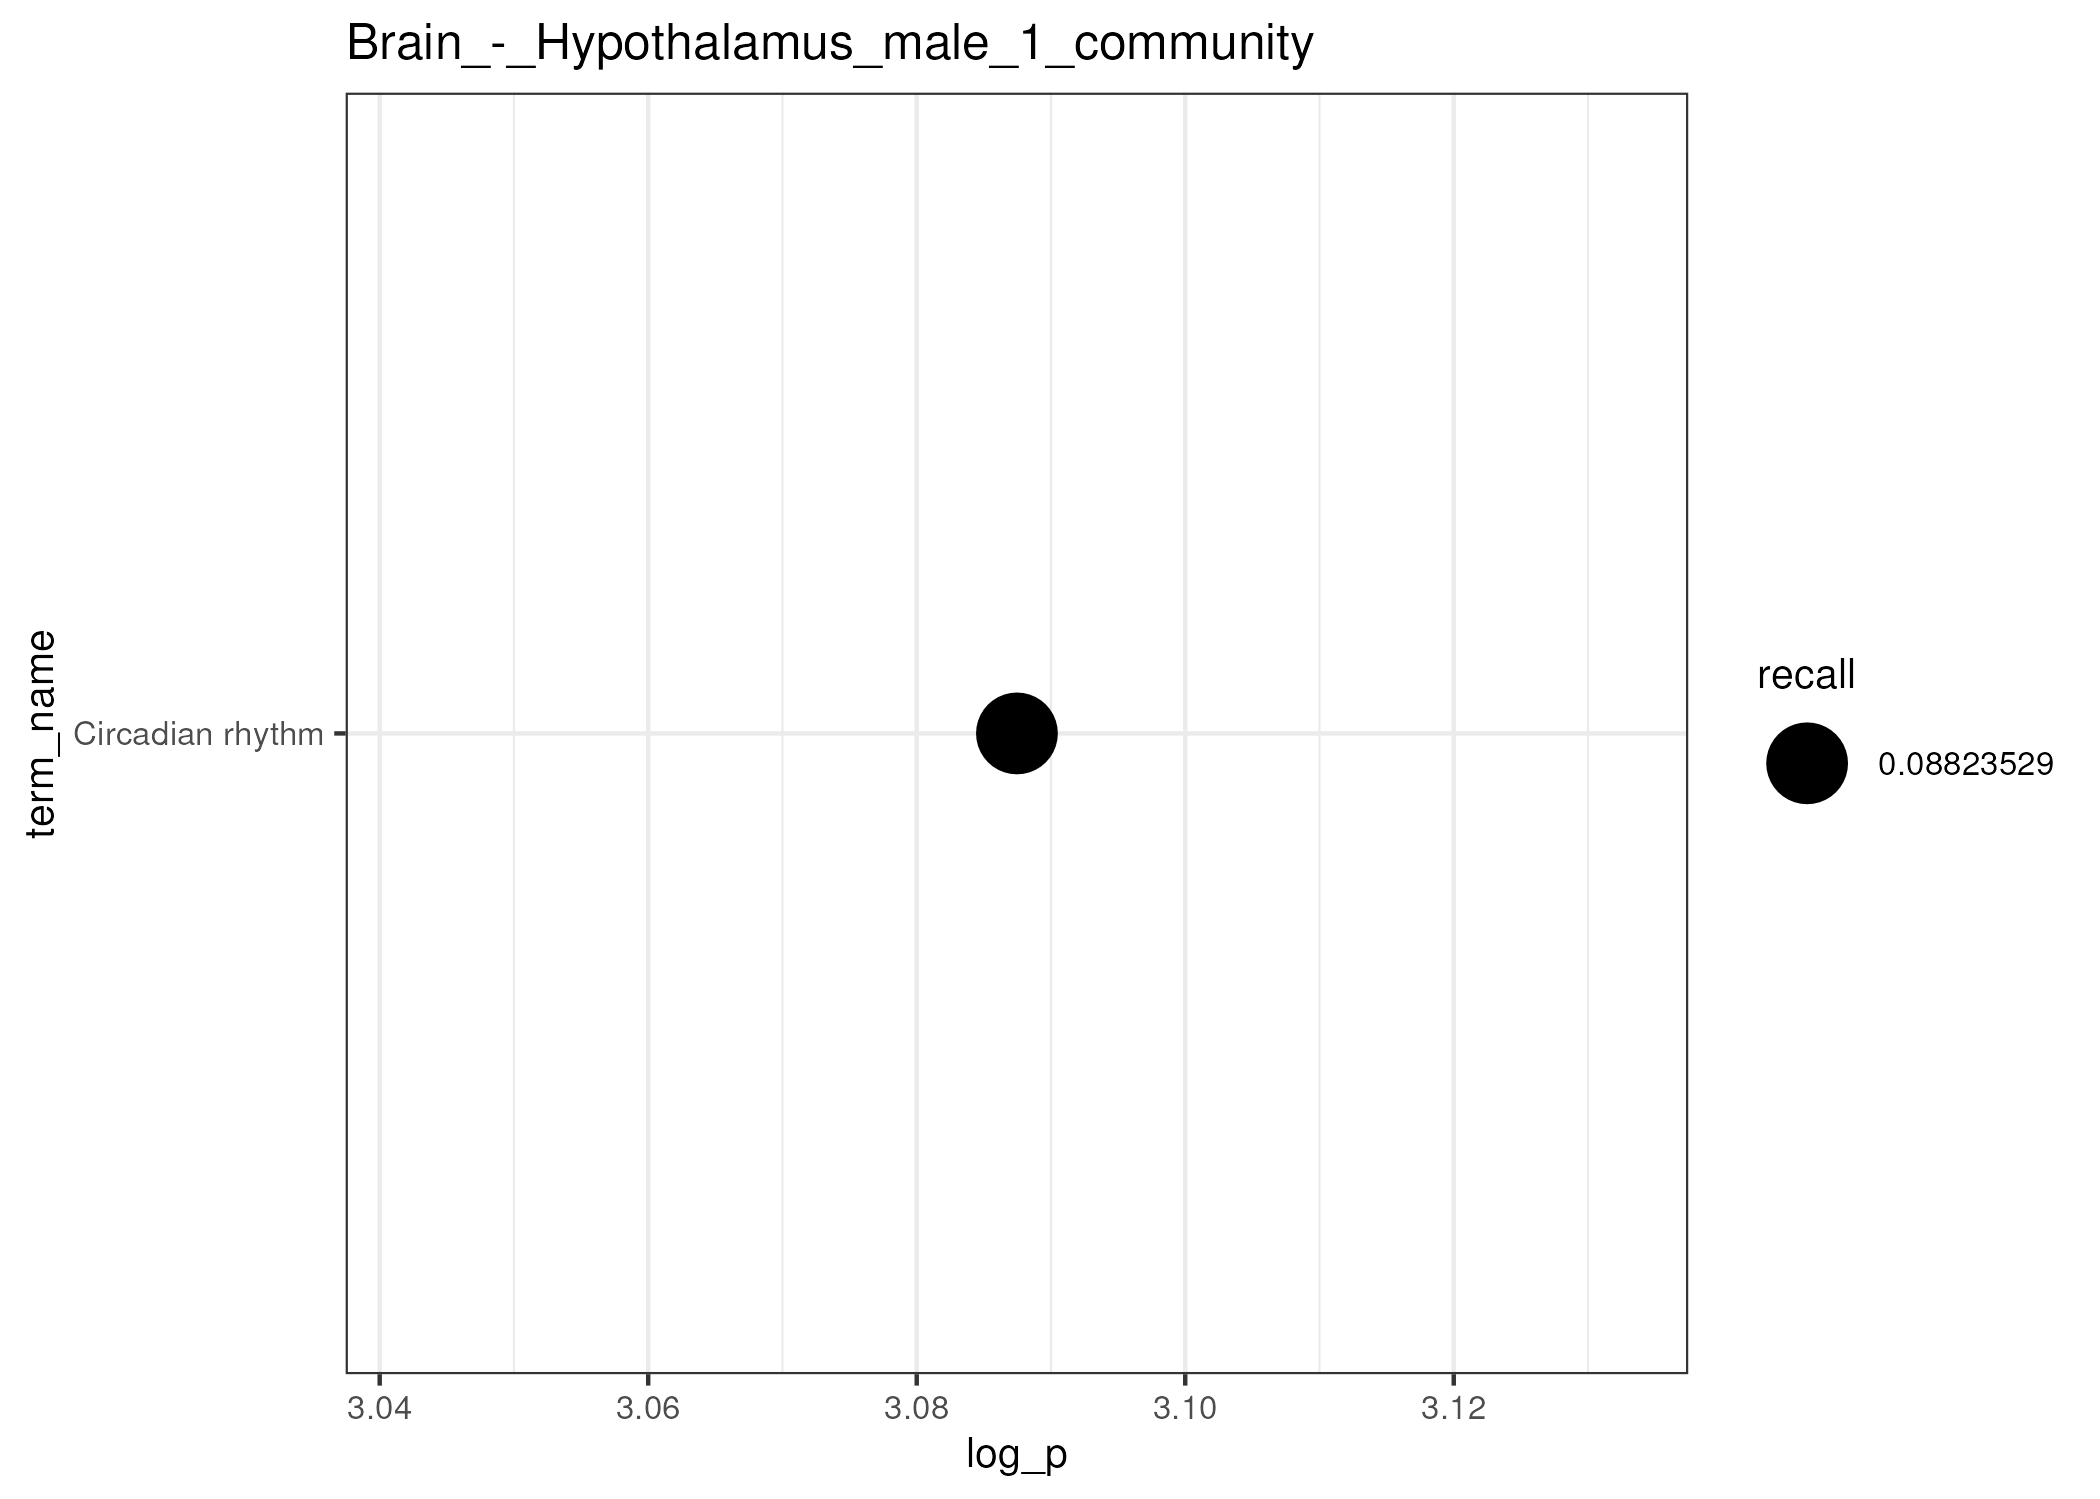 Brain_-_Hypothalamus_male_1_community
term_name
Circadian rhythm
recall
0.08823529
3.04 3.06 3.08 3.10 3.12
log_p